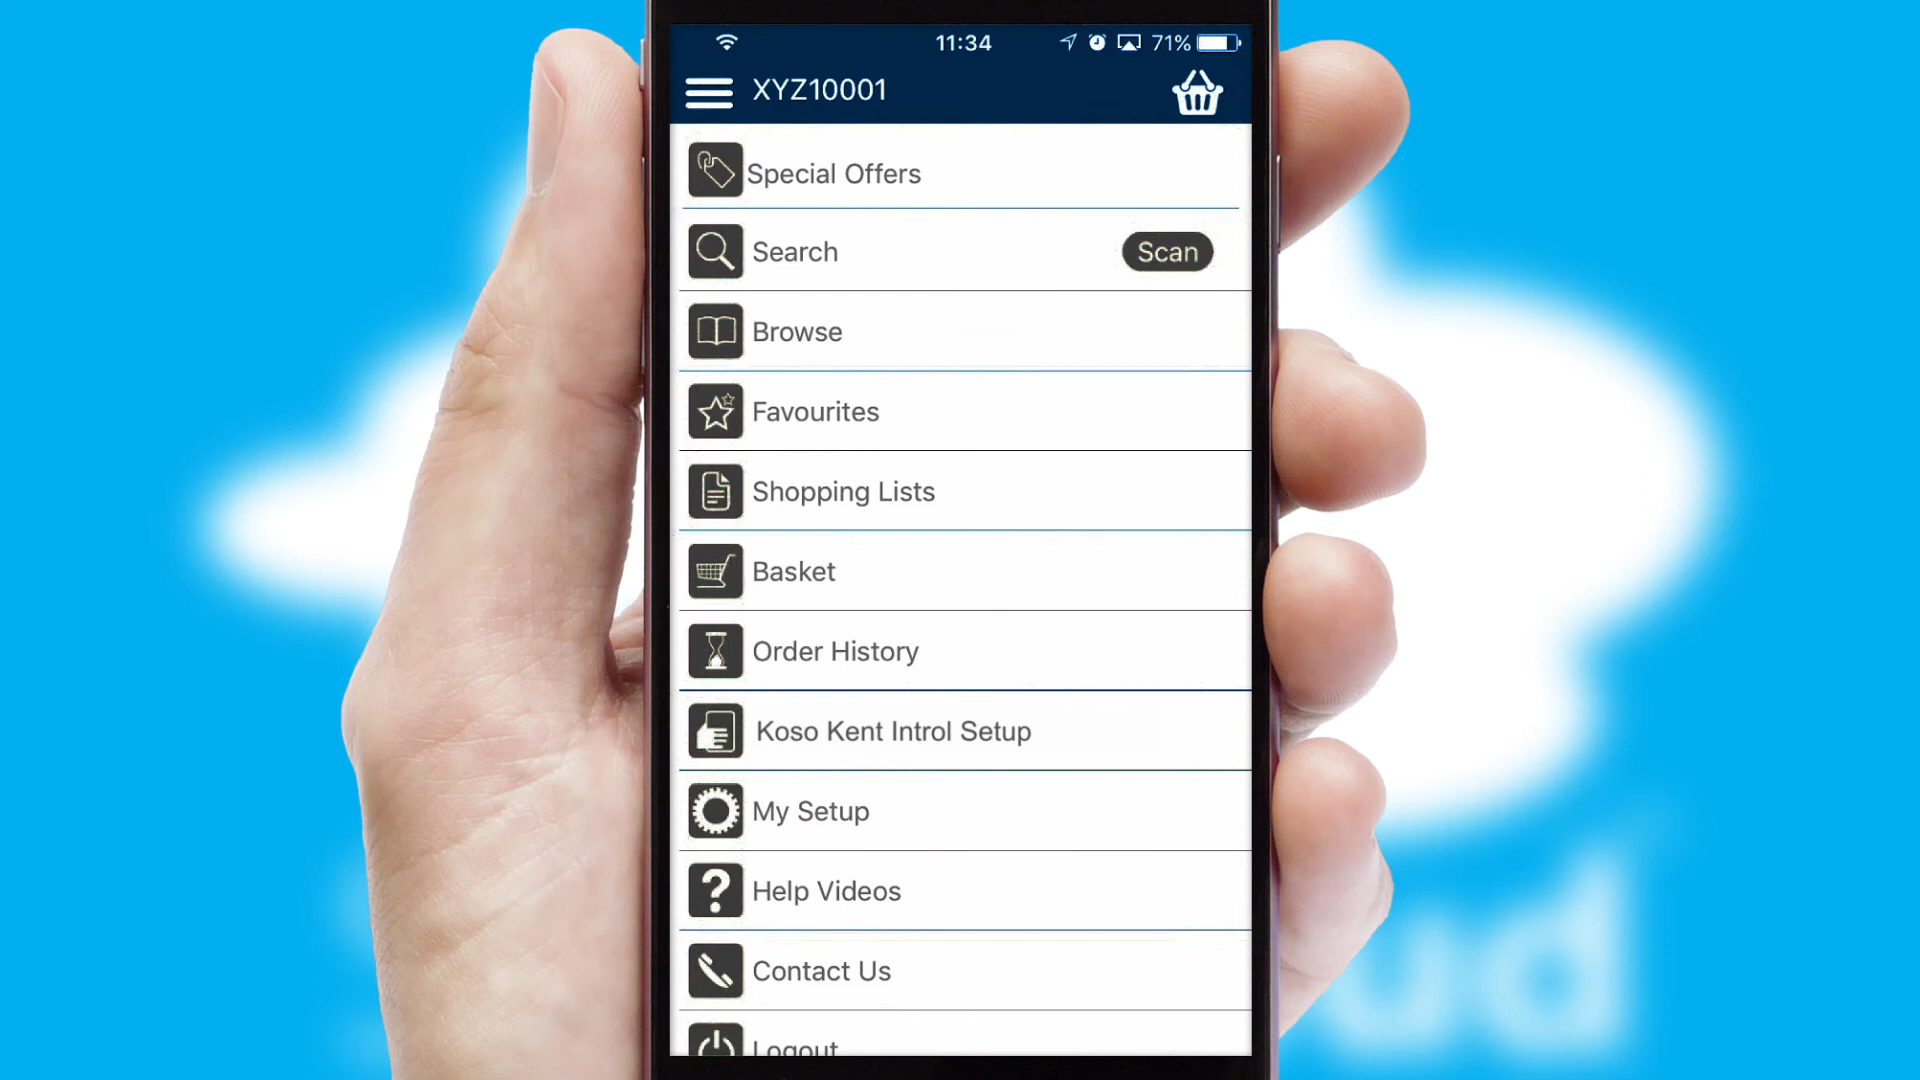 11:34
71%
XYZ10001
Special Offers
Search
Scan
Browse
Favourites
Shopping Lists
Basket
Order History
Koso Kent Introl Setup
My Setup
Help Videos
Contact Us
Logout
ud